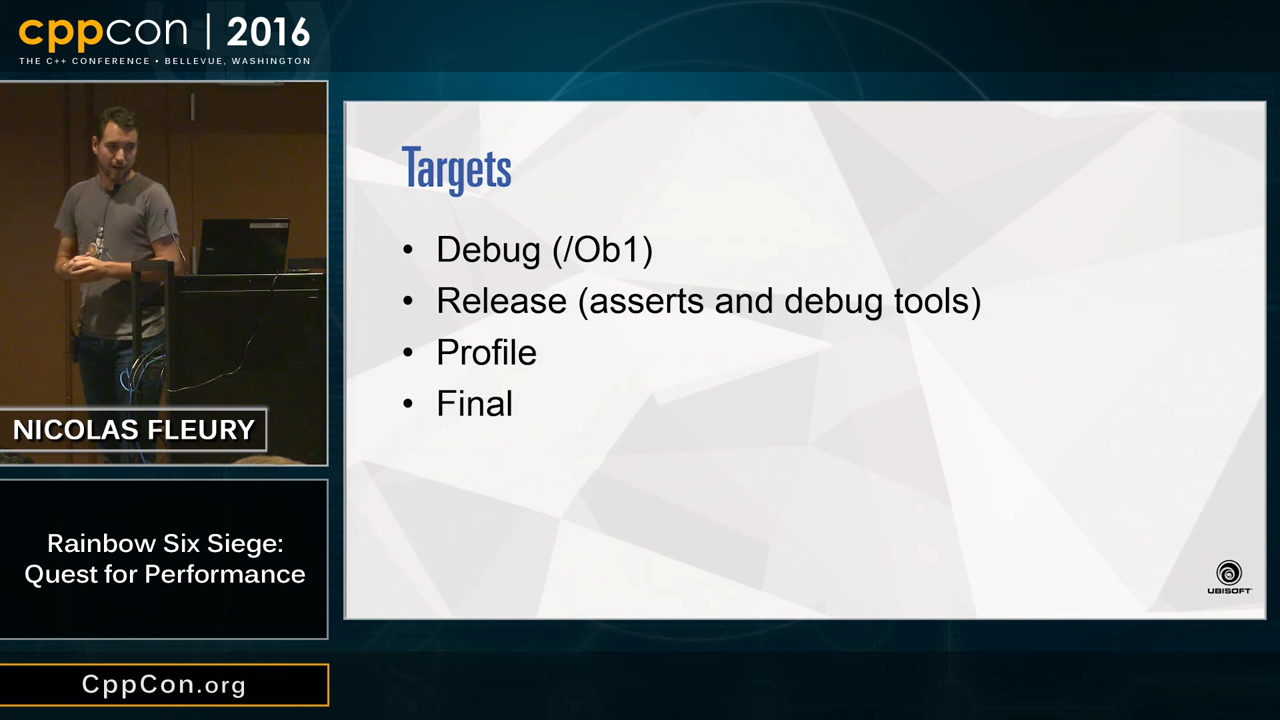 cppcon | 2016
THE C++ CONFERENCE • BELLEVUE, WASHINGTON
NICOLAS FLEURY
Rainbow Six Siege:
Quest for Performance
CppCon.org
Targets
• Debug (/Ob1)
• Release (asserts and debug tools)
• Profile
• Final
UBISOFT